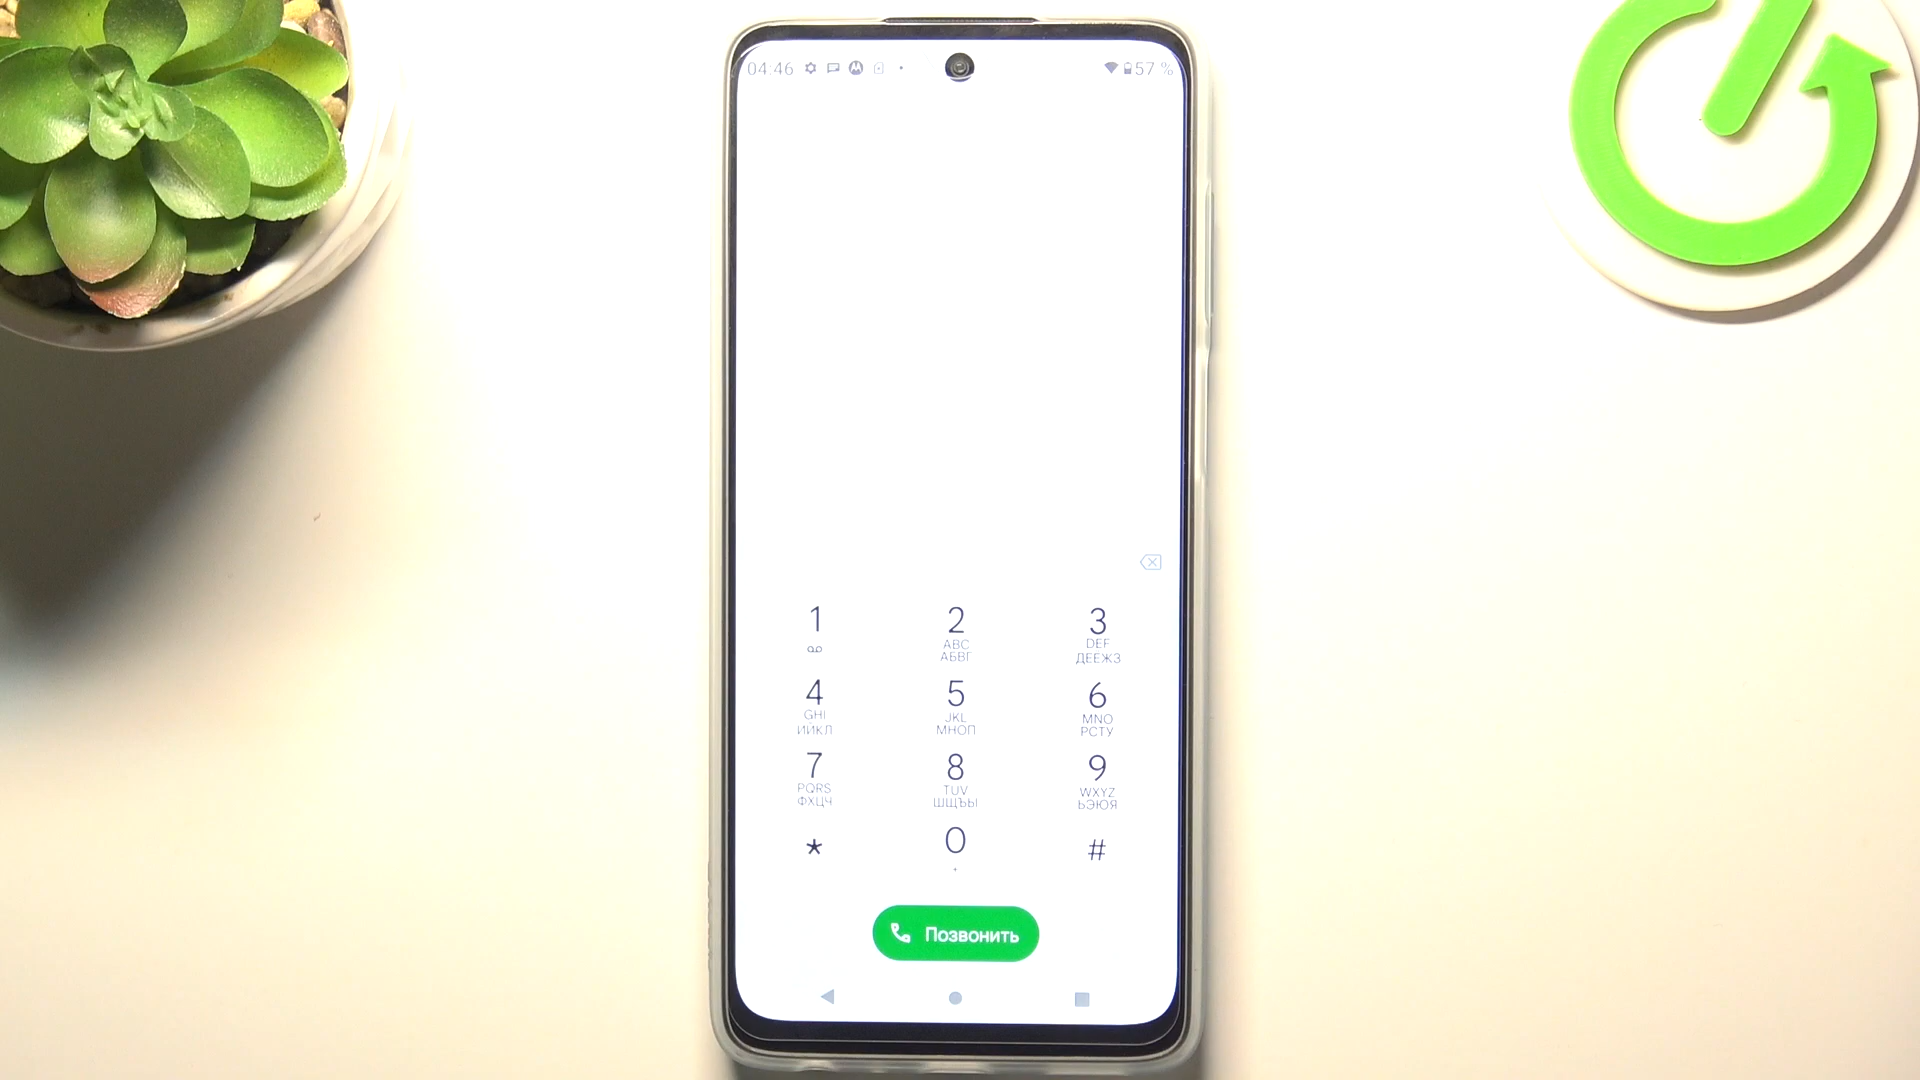 04:46 57 %
1 2 3
ABC DEF
АБВГ ДЕЕЖЗ
4 5 6
GHI JKL MNO
ИЙКЛ МНОП РСТУ
7 8 9
PQRS TUV WXYZ
ФХЦЧ ШЩЪЫ ЬЭЮЯ
* 0 #
+
Позвонить